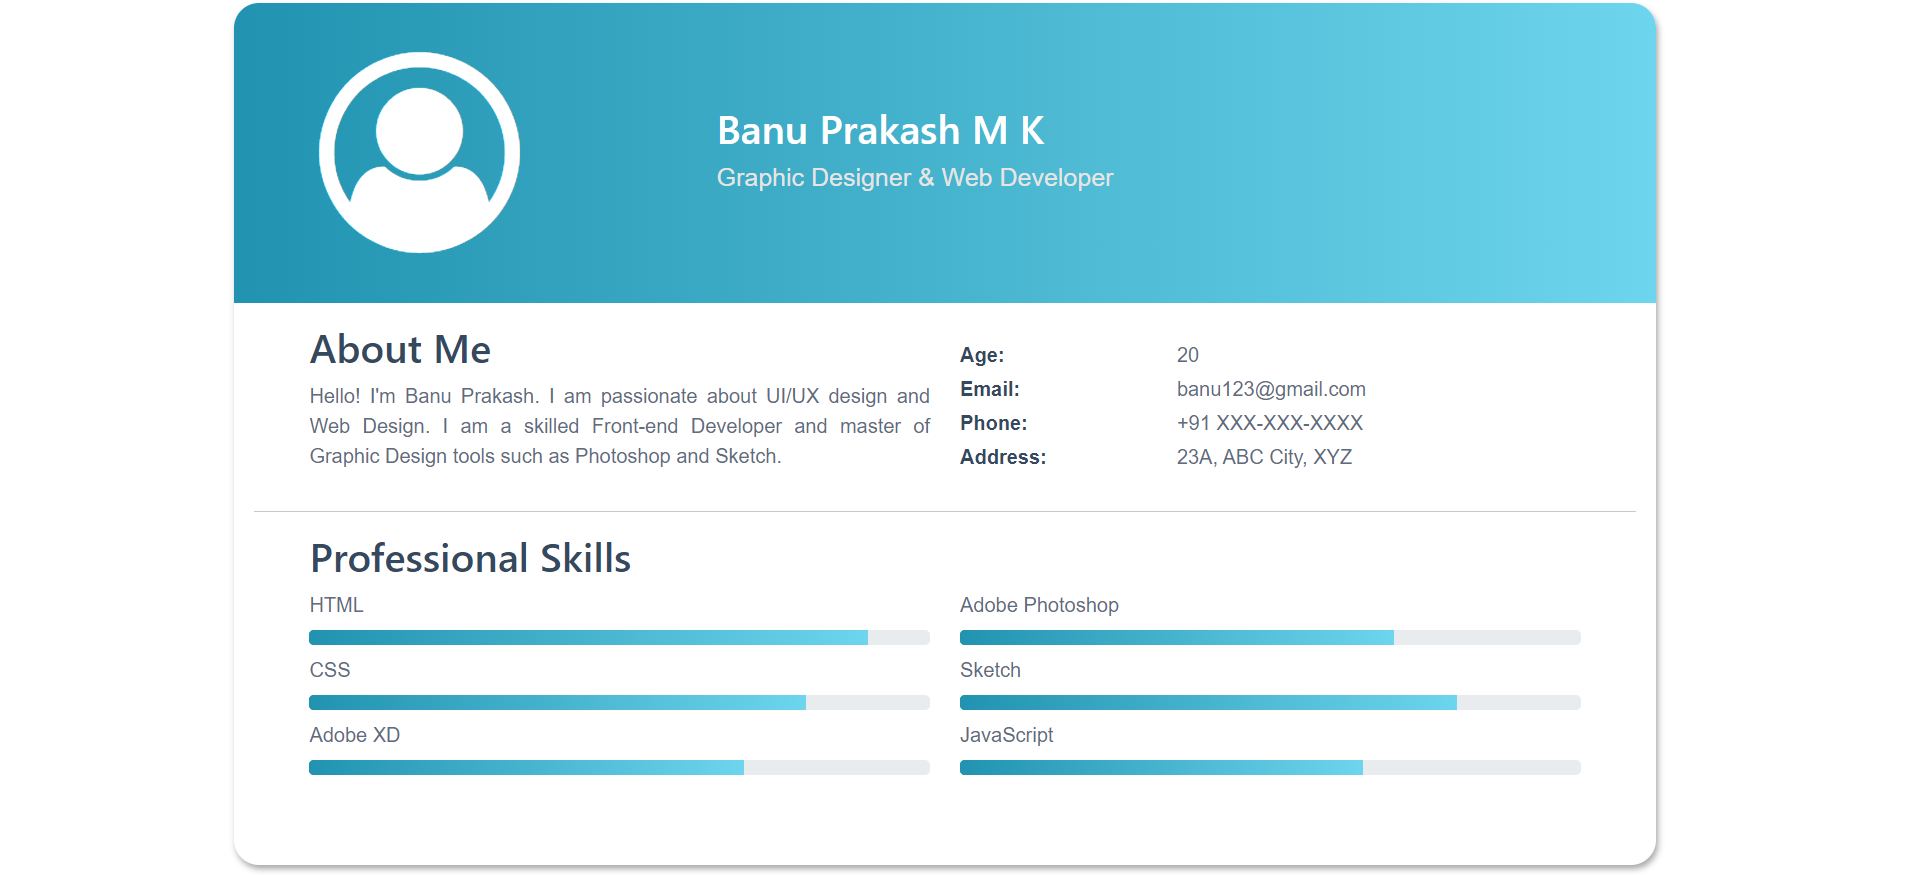 Banu Prakash M K
Graphic Designer & Web Developer
About Me
Hello! I'm Banu Prakash. I am passionate about UI/UX design and
Web Design. I am a skilled Front-end Developer and master of
Graphic Design tools such as Photoshop and Sketch.
Age: 20
Email: banu123@gmail.com
Phone: +91 XXX-XXX-XXXX
Address: 23A, ABC City, XYZ
Professional Skills
HTML
CSS
Adobe XD
Adobe Photoshop
Sketch
JavaScript